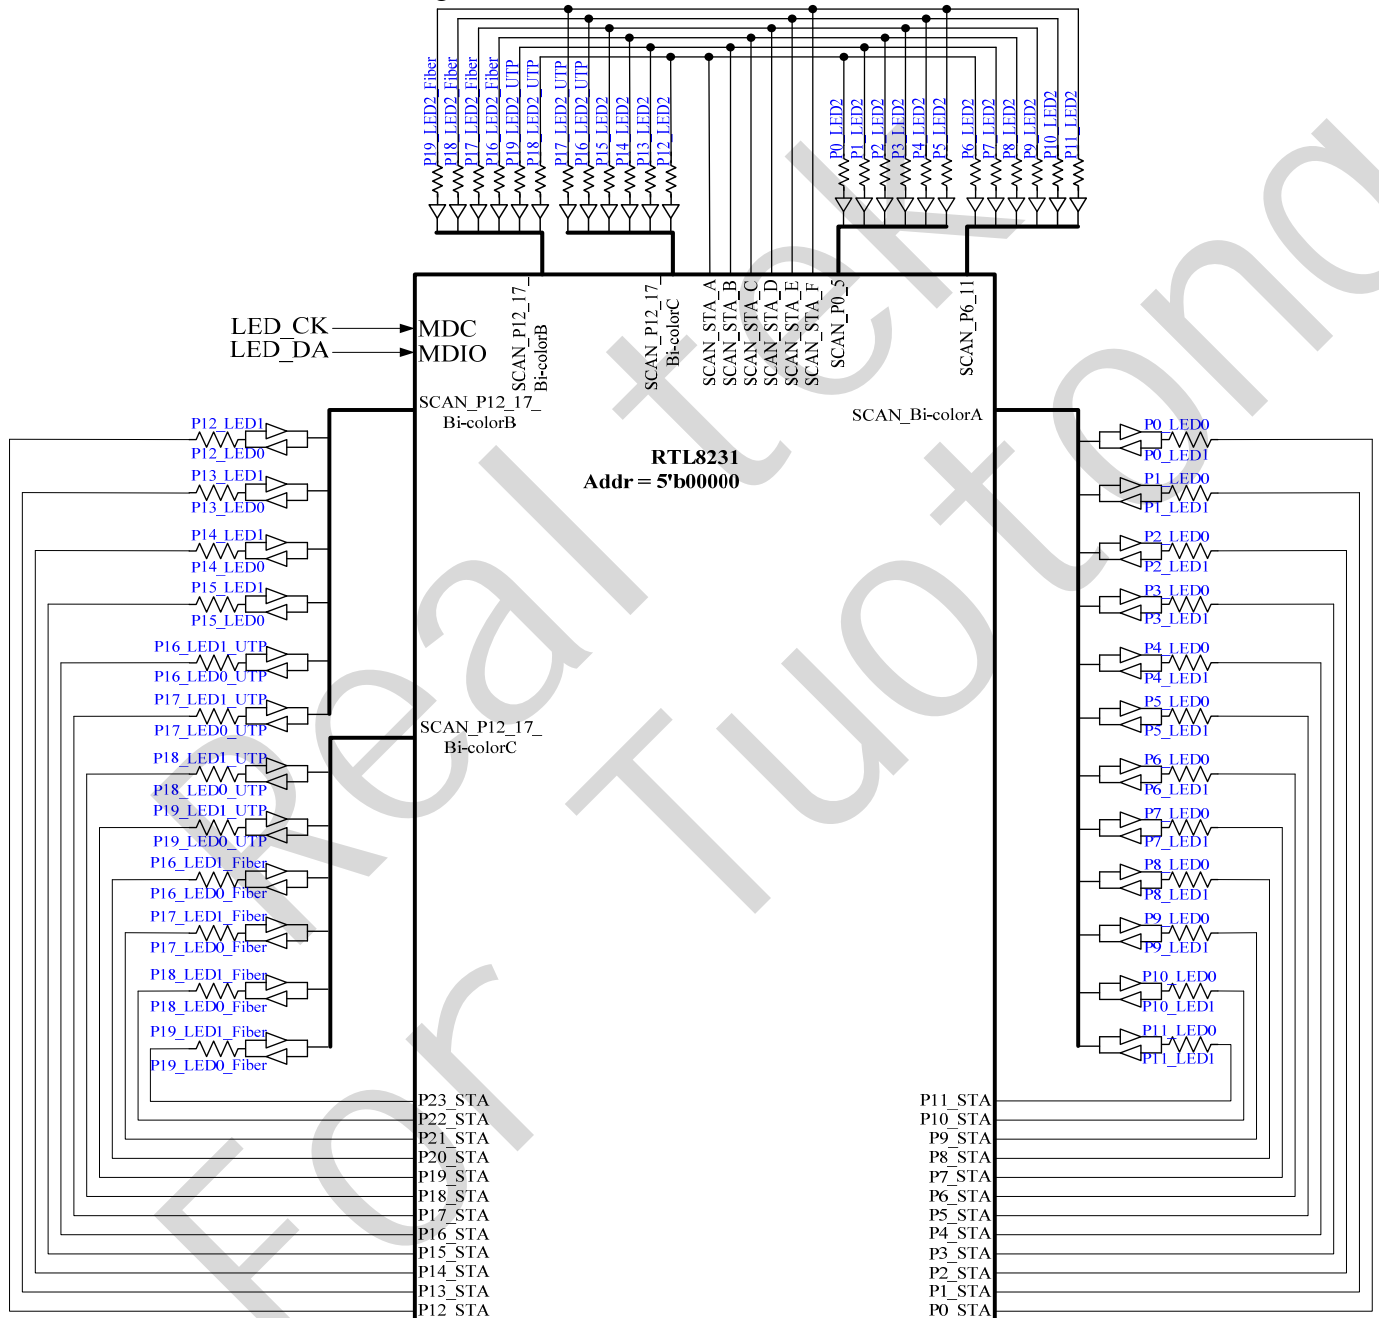 P19_LED2_Fiber
P18_LED2_Fiber
P17_LED2_Fiber
P16_LED2_Fiber
P19_LED2_UTP
P18_LED2_UTP
P17_LED2_UTP
P16_LED2_UTP
P15_LED2
P14_LED2
P13_LED2
P12_LED2
P0_LED2
P1_LED2
P2_LED2
P3_LED2
P4_LED2
P5_LED2
P6_LED2
P7_LED2
P8_LED2
P9_LED2
P10_LED2
P11_LED2
SCAN_P12_17_
Bi-colorB
SCAN_P12_17_
Bi-colorC
SCAN_STA_A
SCAN_STA_B
SCAN_STA_C
SCAN_STA_D
SCAN_STA_E
SCAN_STA_F
SCAN_P0_5
SCAN_P6_11
LED_CK
MDC
LED_DA
MDIO
SCAN_P12_17_
Bi-colorB
SCAN_Bi-colorA
RTL8231
Addr = 5'b00000
P12_LED1
P12_LED0
P13_LED1
P13_LED0
P14_LED1
P14_LED0
P15_LED1
P15_LED0
P16_LED1_UTP
P16_LED0_UTP
P17_LED1_UTP
P17_LED0_UTP
SCAN_P12_17_
Bi-colorC
P18_LED1_UTP
P18_LED0_UTP
P19_LED1_UTP
P19_LED0_UTP
P16_LED1_Fiber
P16_LED0_Fiber
P17_LED1_Fiber
P17_LED0_Fiber
P18_LED1_Fiber
P18_LED0_Fiber
P19_LED1_Fiber
P19_LED0_Fiber
P0_LED0
P0_LED1
P1_LED0
P1_LED1
P2_LED0
P2_LED1
P3_LED0
P3_LED1
P4_LED0
P4_LED1
P5_LED0
P5_LED1
P6_LED0
P6_LED1
P7_LED0
P7_LED1
P8_LED0
P8_LED1
P9_LED0
P9_LED1
P10_LED0
P10_LED1
P11_LED0
P11_LED1
P23_STA
P22_STA
P21_STA
P20_STA
P19_STA
P18_STA
P17_STA
P16_STA
P15_STA
P14_STA
P13_STA
P12_STA
P11_STA
P10_STA
P9_STA
P8_STA
P7_STA
P6_STA
P5_STA
P4_STA
P3_STA
P2_STA
P1_STA
P0_STA
Realtek
For Tuotong